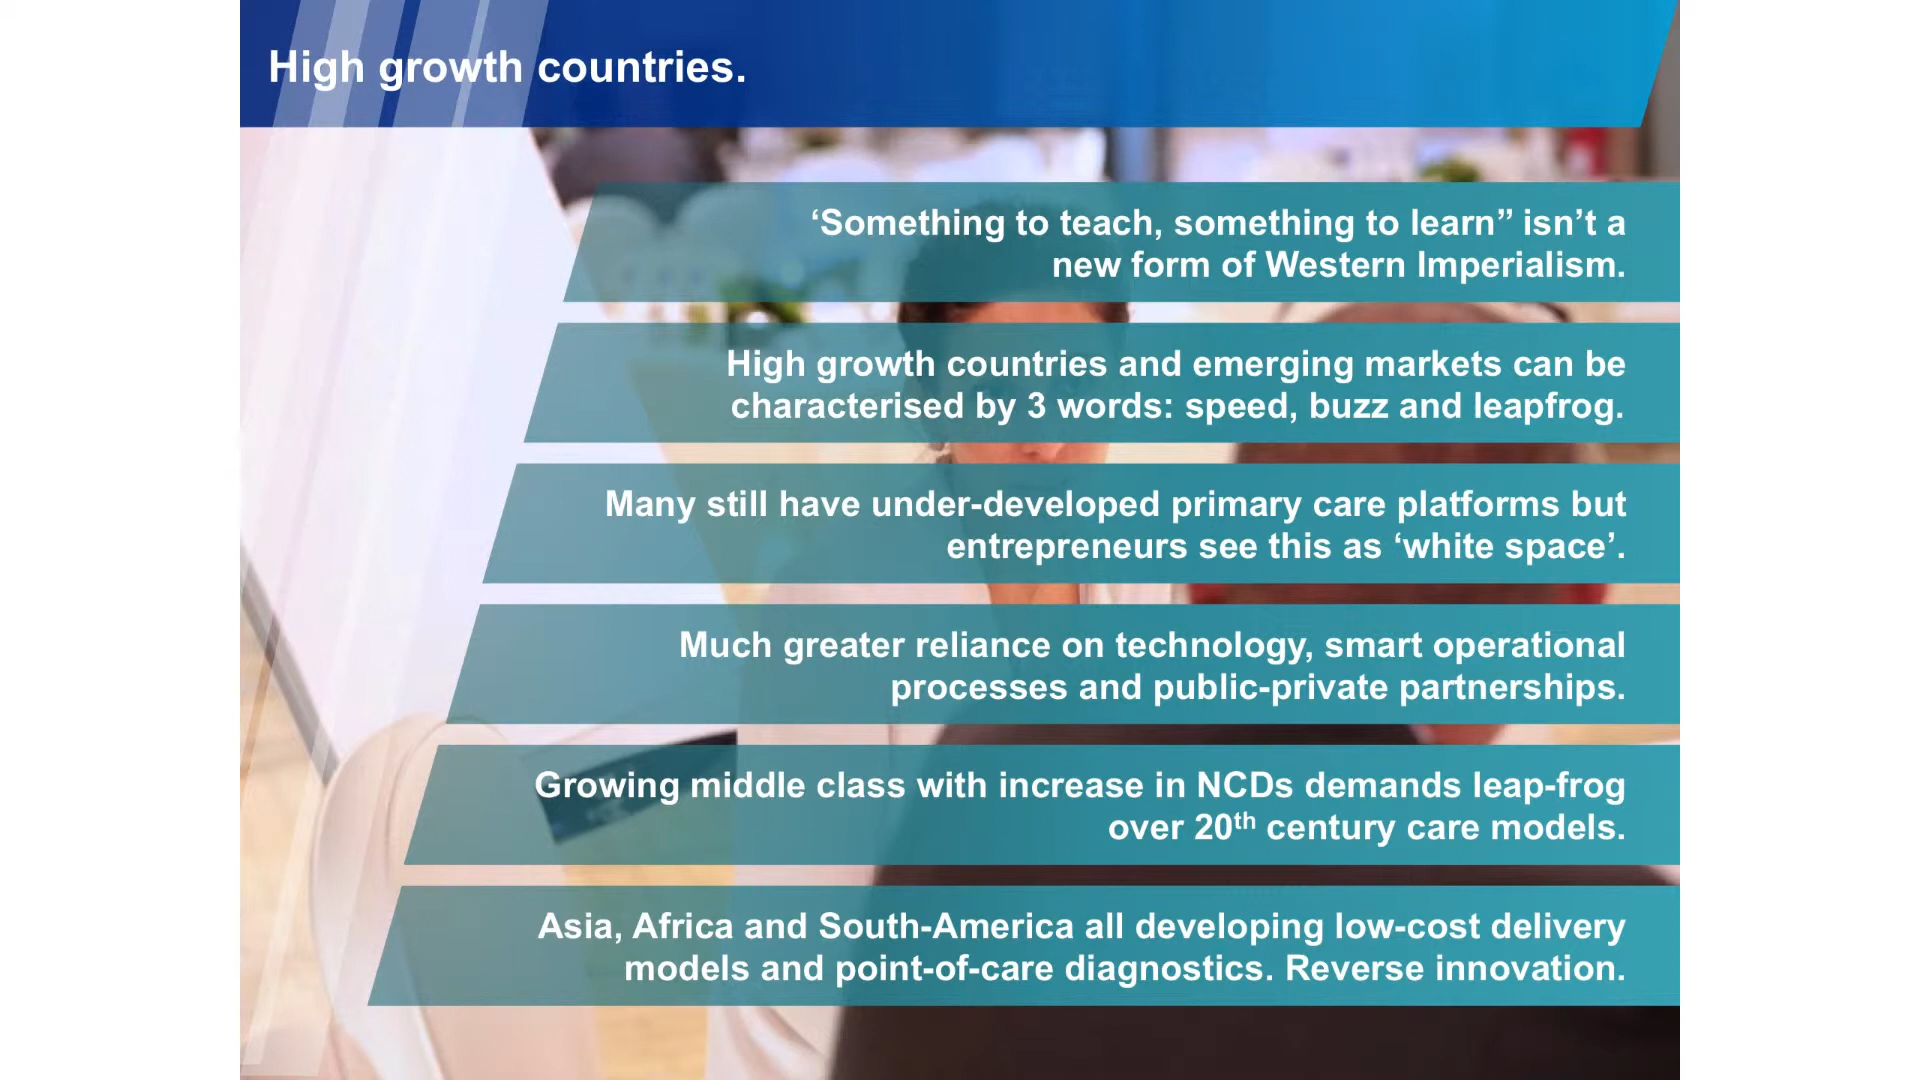 High growth countries.
‘Something to teach, something to learn” isn’t a
new form of Western Imperialism.
High growth countries and emerging markets can be
characterised by 3 words: speed, buzz and leapfrog.
Many still have under-developed primary care platforms but
entrepreneurs see this as ‘white space’.
Much greater reliance on technology, smart operational
processes and public-private partnerships.
Growing middle class with increase in NCDs demands leap-frog
over 20th century care models.
Asia, Africa and South-America all developing low-cost delivery
models and point-of-care diagnostics. Reverse innovation.